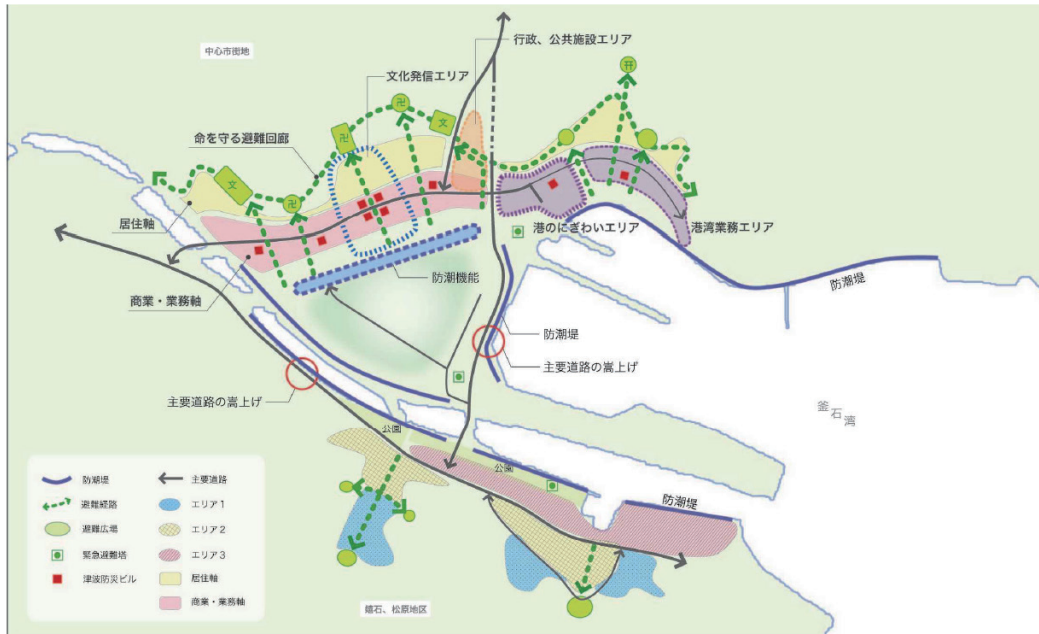 中心市街地
行政、公共施設エリア
文化発信エリア
命を守る避難回廊
卍
卍
文
文
卍
居住軸
商業・業務軸
港のにぎわいエリア
港湾業務エリア
防潮機能
防潮堤
防潮堤
主要道路の嵩上げ
主要道路の嵩上げ
釜石湾
公園
公園
防潮堤
防潮堤
避難経路
避難広場
緊急避難塔
津波防災ビル
主要道路
エリア1
エリア2
エリア3
居住軸
商業・業務軸
嬉石、松原地区